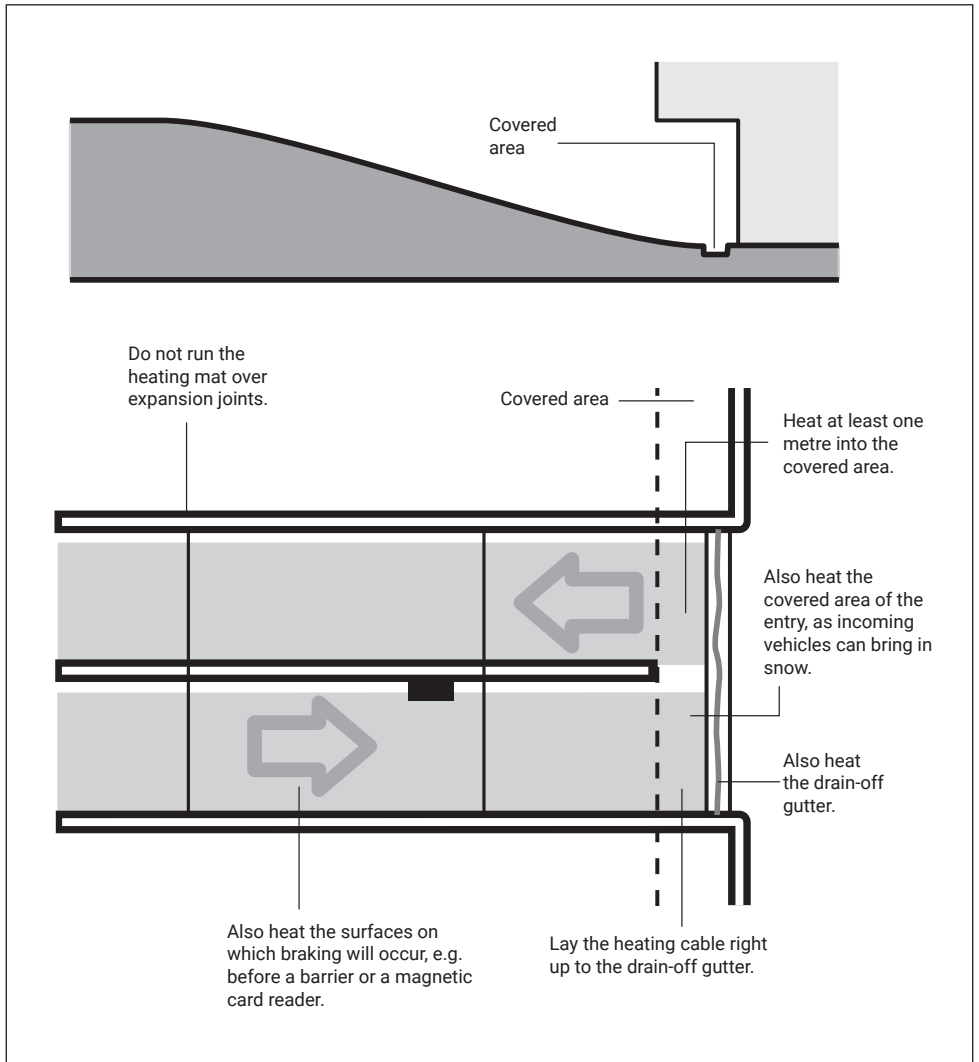 Covered
area
Do not run the
heating mat over
expansion joints.
Covered area
Heat at least one
metre into the
covered area.
Also heat the
covered area of the
entry, as incoming
vehicles can bring in
snow.
Also heat
the drain-off
gutter.
Also heat the surfaces on
which braking will occur, e.g.
before a barrier or a magnetic
card reader.
Lay the heating cable right
up to the drain-off gutter.